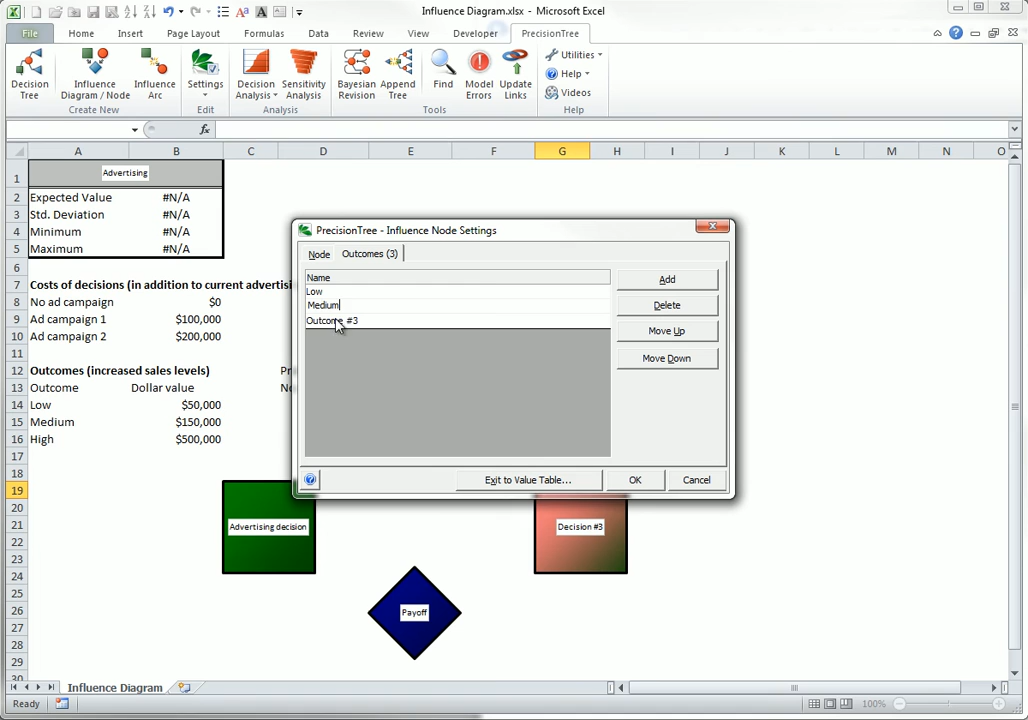 Influence Diagram.xlsx - Microsoft Excel
File Home Insert Page Layout Formulas Data Review View Developer PrecisionTree
Decision Tree
Influence Diagram / Node
Influence Arc
Create New
Settings
Edit
Decision Analysis
Sensitivity Analysis
Analysis
Bayesian Revision
Append Tree
Find
Model Errors
Update Links
Tools
Utilities
Help
Videos
Help
fx
A B C D E F G H I J K L M N O
1 Advertising
2 Expected Value #N/A
3 Std. Deviation #N/A
4 Minimum #N/A
5 Maximum #N/A
6
7 Costs of decisions (in addition to current advertisi
8 No ad campaign $0
9 Ad campaign 1 $100,000
10 Ad campaign 2 $200,000
11
12 Outcomes (increased sales levels)
13 Outcome Dollar value
14 Low $50,000
15 Medium $150,000
16 High $500,000
17
18
19
20
21
22
23
24
25
26
27
28
29
30
PrecisionTree - Influence Node Settings
Node Outcomes (3)
Name
Low
Medium
Outcome #3
Add
Delete
Move Up
Move Down
Exit to Value Table...
OK
Cancel
Advertising decision
Decision #3
Payoff
Influence Diagram
Ready
100%